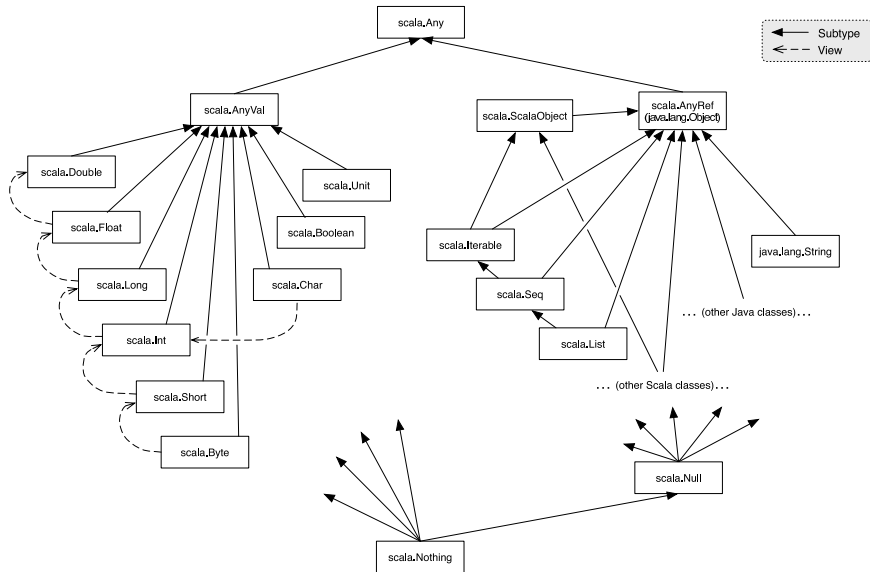 scala.Any
Subtype
View
scala.AnyVal
scala.ScalaObject
scala.AnyRef
(java.lang.Object)
scala.Double
scala.Unit
scala.Float
scala.Boolean
scala.Iterable
java.lang.String
scala.Long
scala.Char
scala.Seq
... (other Java classes)...
scala.Int
scala.List
scala.Short
... (other Scala classes)...
scala.Byte
scala.Null
scala.Nothing